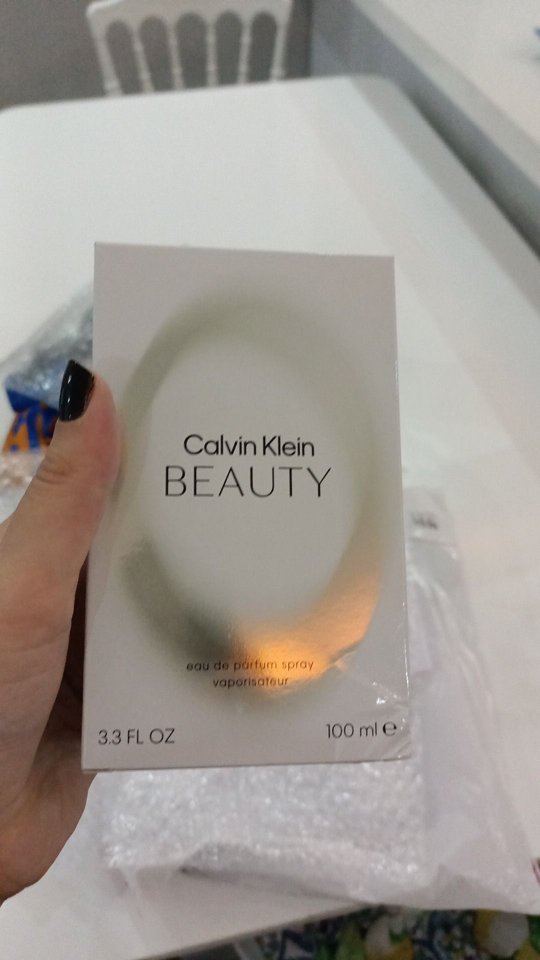 Calvin Klein
BEAUTY
eau de parfum spray
vaporisateur
3.3 FL OZ
100 ml ℮